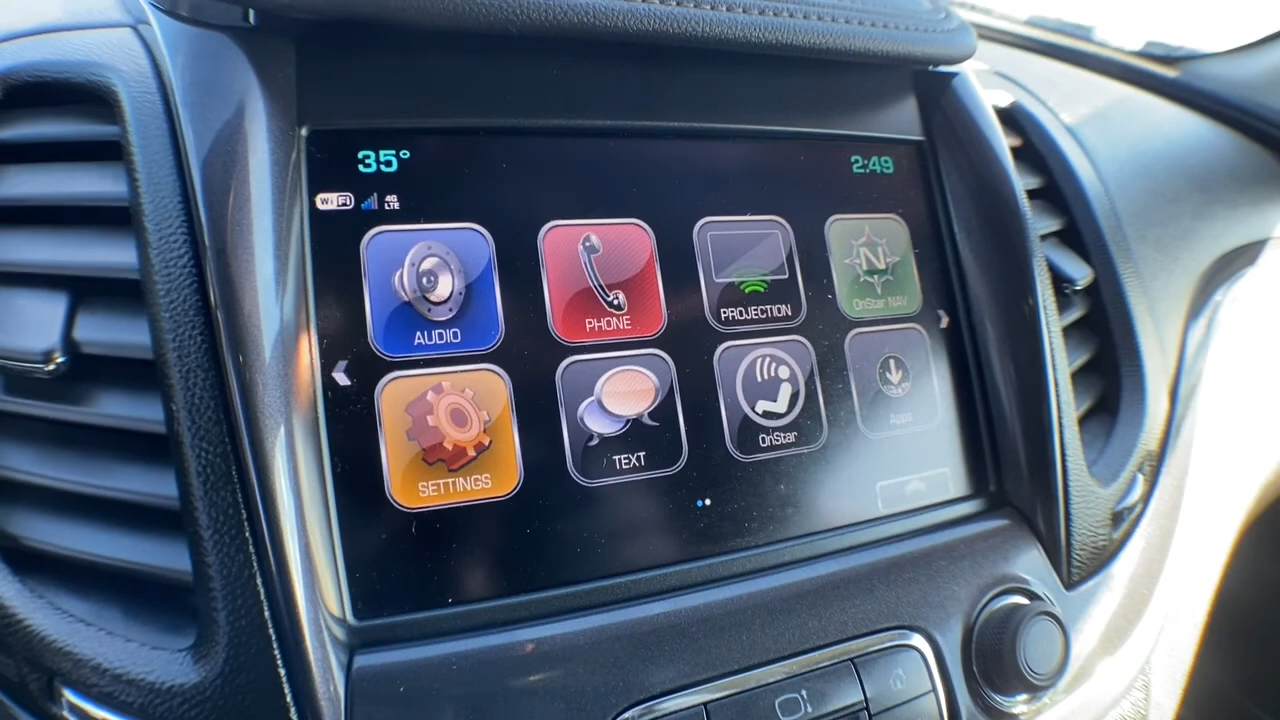 35°
2:49
WiFi
4G
LTE
AUDIO
PHONE
PROJECTION
N
OnStar NAV
SETTINGS
TEXT
OnStar
Apps